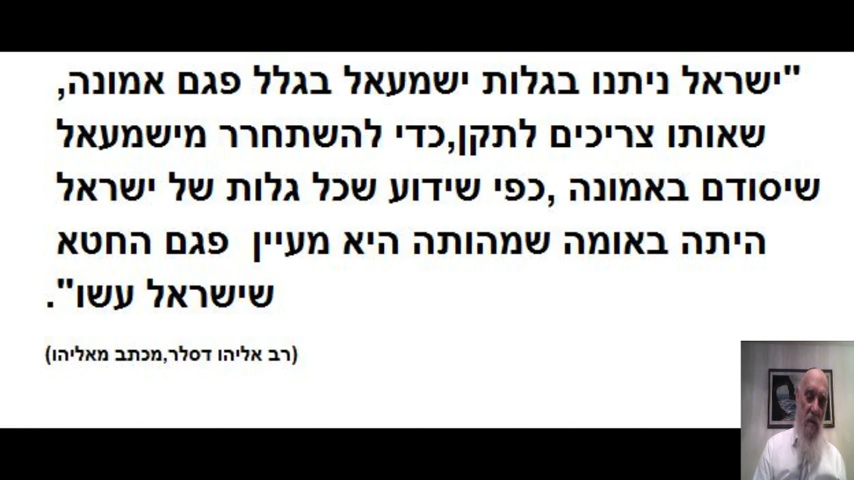 "ישראל ניתנו בגלות ישמעאל בגלל פגם אמונה,
שאותו צריכים לתקן,כדי להשתחרר מישמעאל
שיסודם באמונה ,כפי שידוע שכל גלות של ישראל
היתה באומה שמהותה היא מעיין  פגם החטא
שישראל עשו".
(רב אליהו דסלר,מכתב מאליהו)